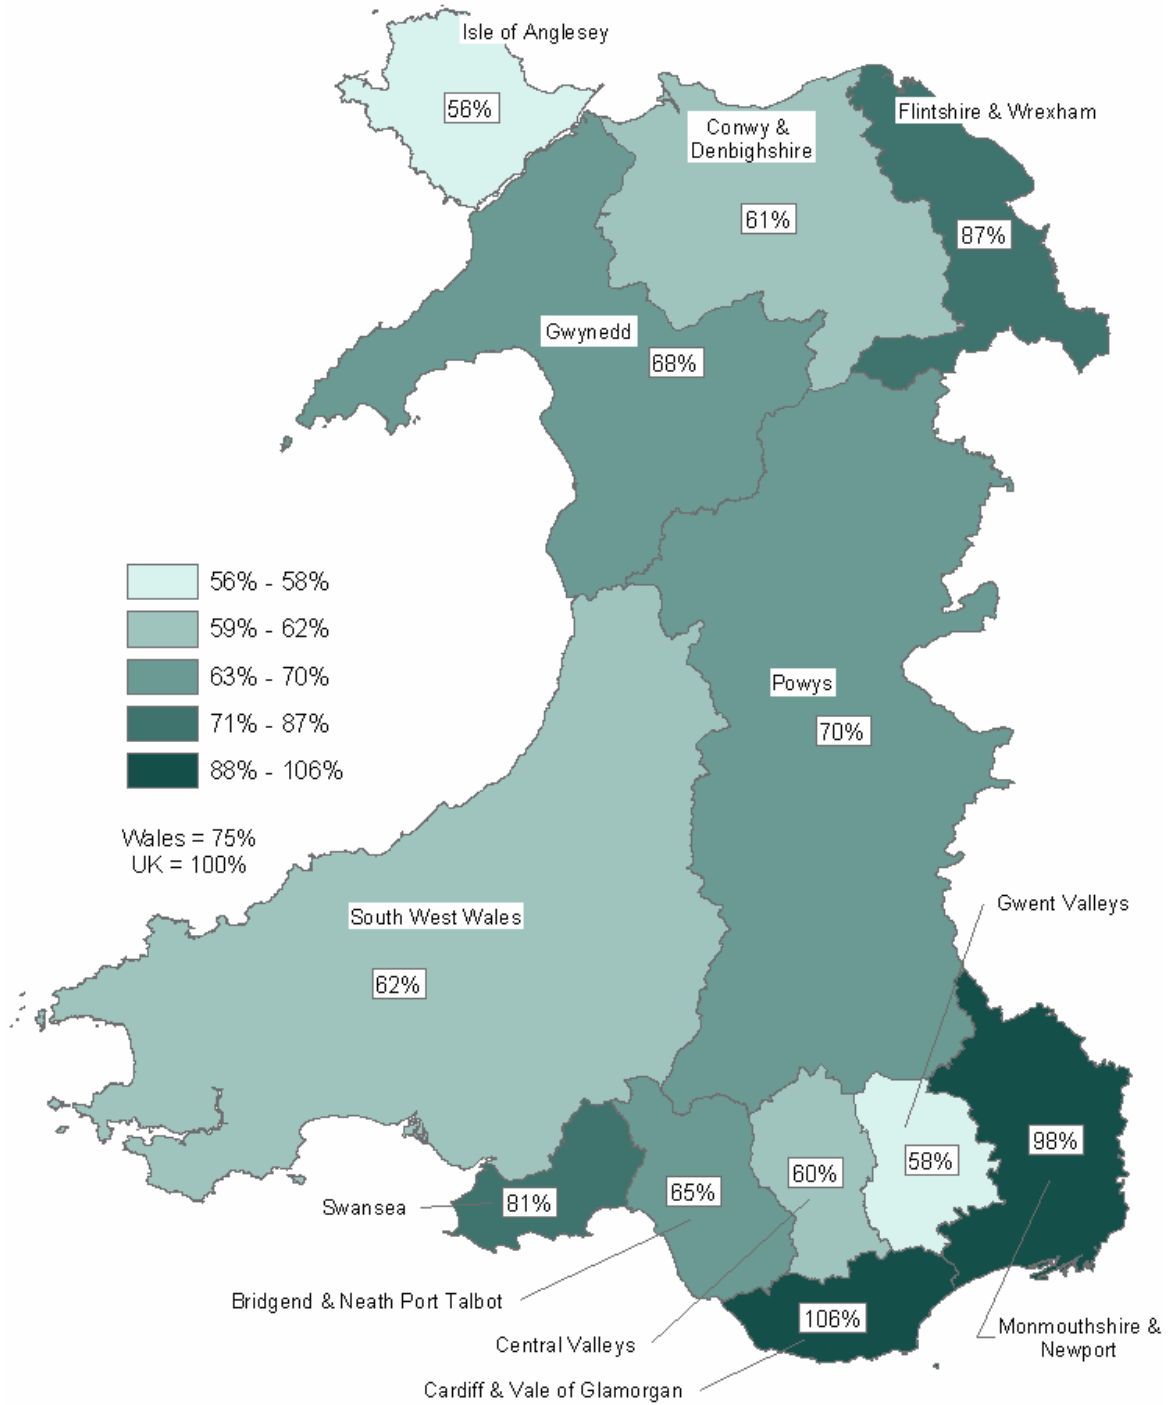 Isle of Anglesey
56%
Flintshire & Wrexham
Conwy &
Denbighshire
61%
87%
Gwynedd
68%
56% - 58%
59% - 62%
63% - 70%
71% - 87%
88% - 106%
Wales = 75%
UK = 100%
Powys
70%
South West Wales
62%
Gwent Valleys
98%
58%
60%
65%
81%
Swansea
Bridgend & Neath Port Talbot
106%
Central Valleys
Monmouthshire &
Newport
Cardiff & Vale of Glamorgan